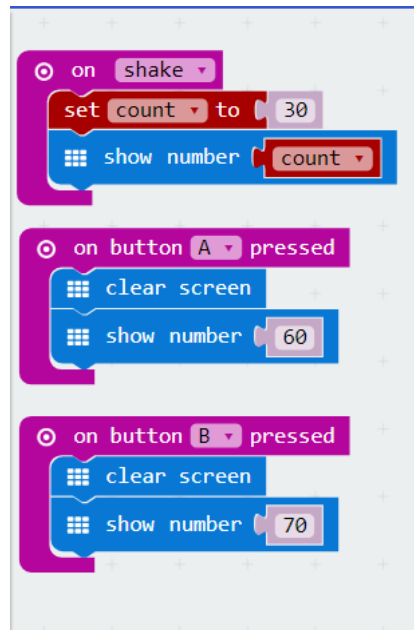 on shake
set count to 30
show number count
on button A pressed
clear screen
show number 60
on button B pressed
clear screen
show number 70